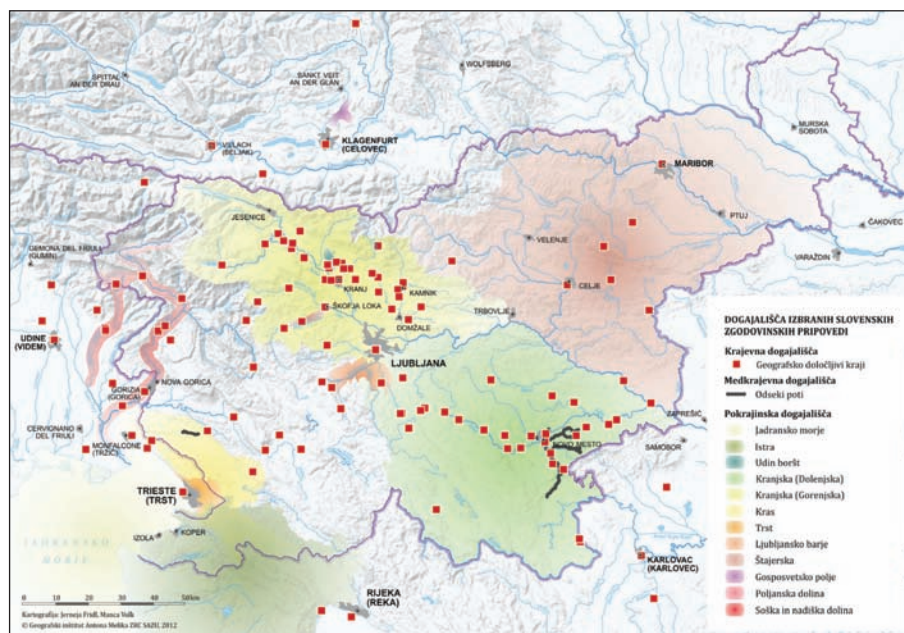 SPITTAL
AN DER DRAU
SANKT VEIT
AN DER GLAN
WOLFSBERG
KLAGENFURT
(CELOVEC)
VILLACH
(BELJAK)
MURSKA
SOBOTA
MARIBOR
JESENICE
PTUJ
ČAKOVEC
VELENJE
VARAŽDIN
GEMONA DEL FRIULI
(GUMIN)
KRANJ
KAMNIK
CELJE
ŠKOFJA LOKA
TRBOVLJE
DOMŽALE
UDINE
(VIDEM)
LJUBLJANA
GORIZIA
(GORICA)
NOVA GORICA
CERVIGNANO
DEL FRIULI
MONFALCONE
(TRŽIČ)
NOVO MESTO
ZAPREŠIĆ
SAMOBOR
TRIESTE
(TRST)
KOPER
IZOLA
JADRANSKO
MORJE
KARLOVAC
(KARLOVEC)
RIJEKA
(REKA)
DOGAJALIŠČA IZBRANIH SLOVENSKIH
ZGODOVINSKIH PRIPOVEDI
Krajevna dogajališča
Geografsko določljivi kraji
Medkrajevna dogajališča
Odseki poti
Pokrajinska dogajališča
Jadransko morje
Istra
Udin boršt
Kranjska (Dolenjska)
Kranjska (Gorenjska)
Kras
Trst
Ljubljansko barje
Štajerska
Gosposvetsko polje
Poljanska dolina
Soška in nadiška dolina
0 10 20 30 40 50 km
Kartografija: Jerneja Fridl, Manca Volk
© Geografski inštitut Antona Melika ZRC SAZU, 2012